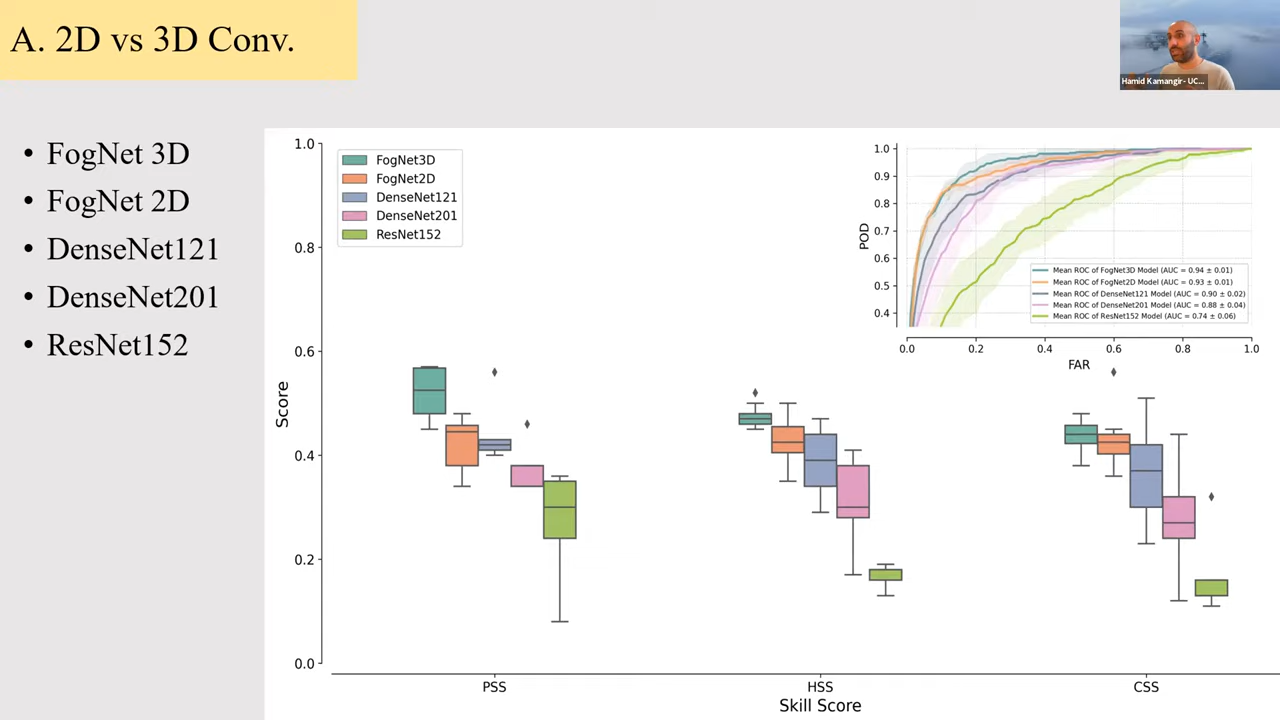 A. 2D vs 3D Conv.
Hamid Kamangir- UC...
• FogNet 3D
• FogNet 2D
• DenseNet121
• DenseNet201
• ResNet152
FogNet3D
FogNet2D
DenseNet121
DenseNet201
ResNet152
1.0
0.8
0.6
0.4
0.2
0.0
Score
PSS
HSS
CSS
Skill Score
1.0
0.9
0.8
0.7
0.6
0.5
0.4
POD
Mean ROC of FogNet3D Model (AUC = 0.94 ± 0.01)
Mean ROC of FogNet2D Model (AUC = 0.93 ± 0.01)
Mean ROC of DenseNet121 Model (AUC = 0.90 ± 0.02)
Mean ROC of DenseNet201 Model (AUC = 0.88 ± 0.04)
Mean ROC of ResNet152 Model (AUC = 0.74 ± 0.06)
0.0 0.2 0.4 0.6 0.8 1.0
FAR